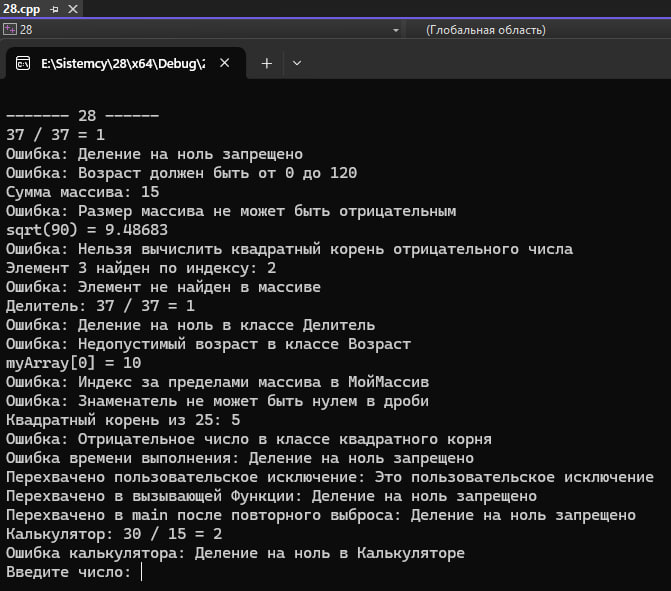 28.cpp
28
(Глобальная область)
E:\Sistemcy\28\x64\Debug\2
------- 28 ------
37 / 37 = 1
Ошибка: Деление на ноль запрещено
Ошибка: Возраст должен быть от 0 до 120
Сумма массива: 15
Ошибка: Размер массива не может быть отрицательным
sqrt(90) = 9.48683
Ошибка: Нельзя вычислить квадратный корень отрицательного числа
Элемент 3 найден по индексу: 2
Ошибка: Элемент не найден в массиве
Делитель: 37 / 37 = 1
Ошибка: Деление на ноль в классе Делитель
Ошибка: Недопустимый возраст в классе Возраст
myArray[0] = 10
Ошибка: Индекс за пределами массива в МойМассив
Ошибка: Знаменатель не может быть нулем в дроби
Квадратный корень из 25: 5
Ошибка: Отрицательное число в классе квадратного корня
Ошибка времени выполнения: Деление на ноль запрещено
Перехвачено пользовательское исключение: Это пользовательское исключение
Перехвачено в вызывающей Функции: Деление на ноль запрещено
Перехвачено в main после повторного выброса: Деление на ноль запрещено
Калькулятор: 30 / 15 = 2
Ошибка калькулятора: Деление на ноль в Калькуляторе
Введите число: